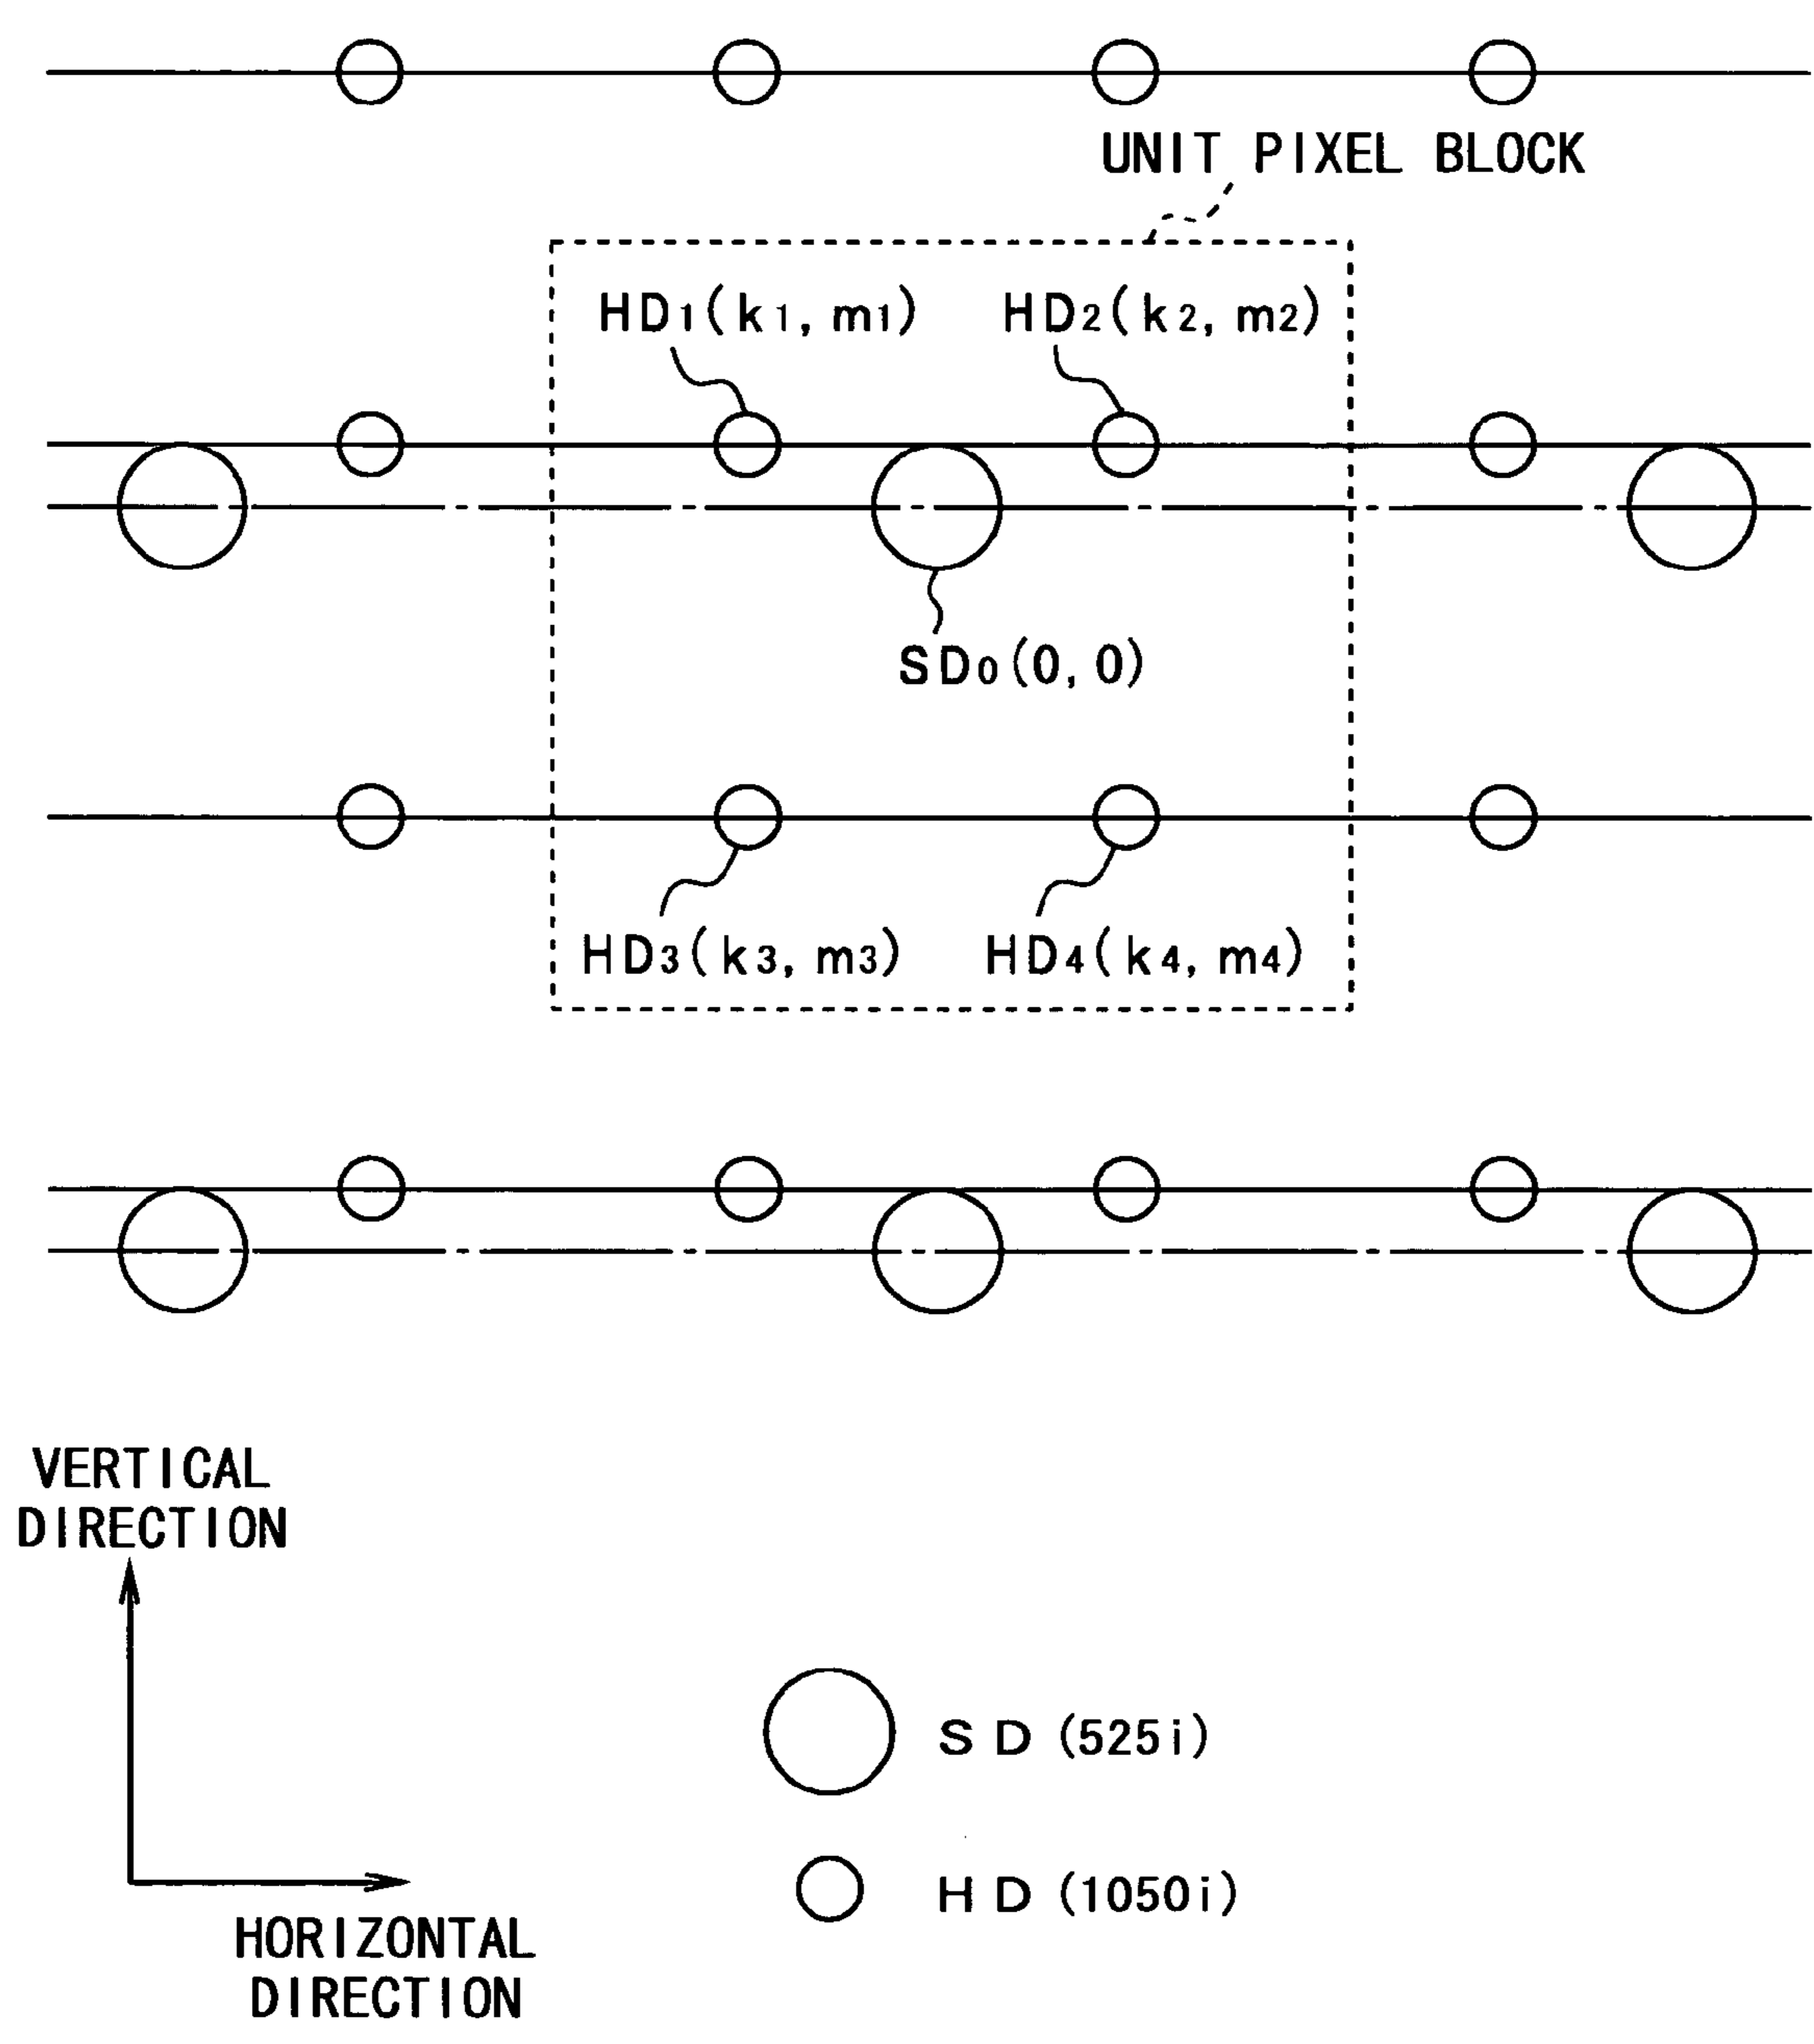 UNIT PIXEL BLOCK
HD1(k1, m1) HD2(k2, m2)
SD0(0, 0)
HD3(k3, m3) HD4(k4, m4)
VERTICAL
DIRECTION
HORIZONTAL
DIRECTION
SD (525i)
HD (1050i)